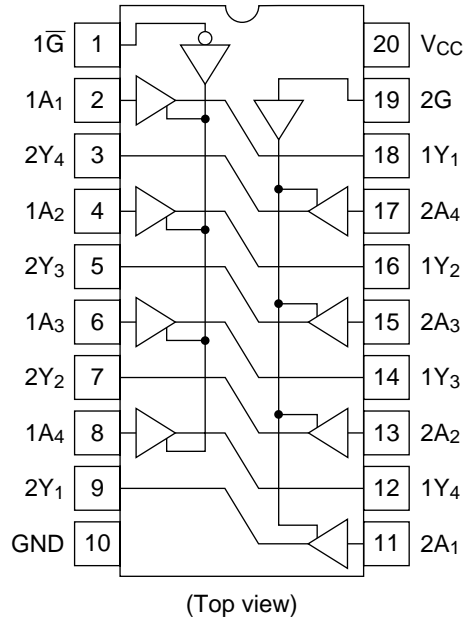 1G̅ 1 20 VCC
1A1 2 19 2G
2Y4 3 18 1Y1
1A2 4 17 2A4
2Y3 5 16 1Y2
1A3 6 15 2A3
2Y2 7 14 1Y3
1A4 8 13 2A2
2Y1 9 12 1Y4
GND 10 11 2A1
(Top view)